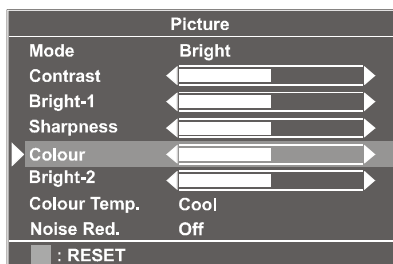 Picture
Mode Bright
Contrast
Bright-1
Sharpness
Colour
Bright-2
Colour Temp. Cool
Noise Red. Off
: RESET